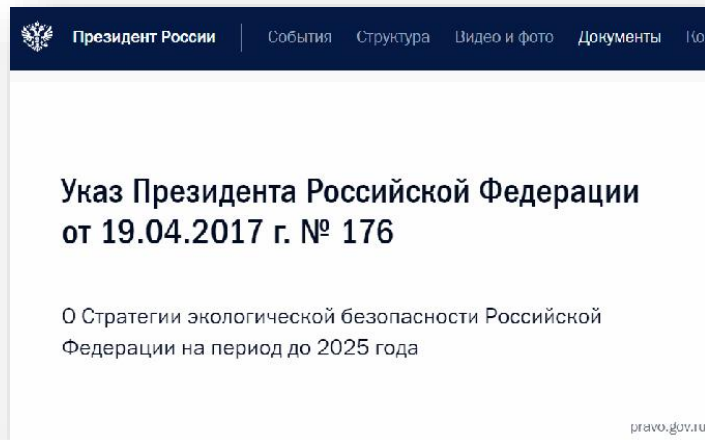 Президент России События Структура Видео и фото Документы Ко
Указ Президента Российской Федерации
от 19.04.2017 г. № 176
О Стратегии экологической безопасности Российской
Федерации на период до 2025 года
pravo.gov.ru